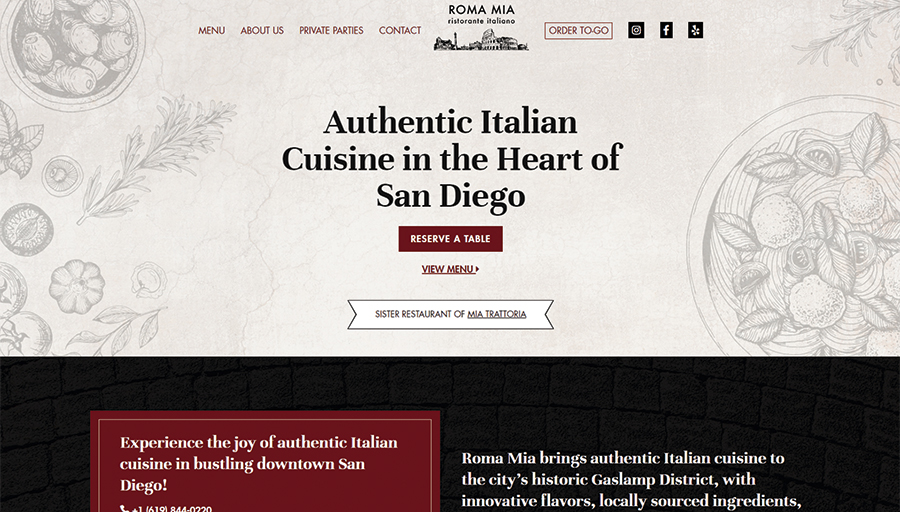 ROMA MIA
ristorante italiano
MENU ABOUT US PRIVATE PARTIES CONTACT ORDER TO-GO
Authentic Italian
Cuisine in the Heart of
San Diego
RESERVE A TABLE
VIEW MENU
SISTER RESTAURANT OF MIA TRATTORIA
Experience the joy of authentic Italian
cuisine in bustling downtown San
Diego!
+1 (619) 844-0220
Roma Mia brings authentic Italian cuisine to
the city's historic Gaslamp District, with
innovative flavors, locally sourced ingredients,